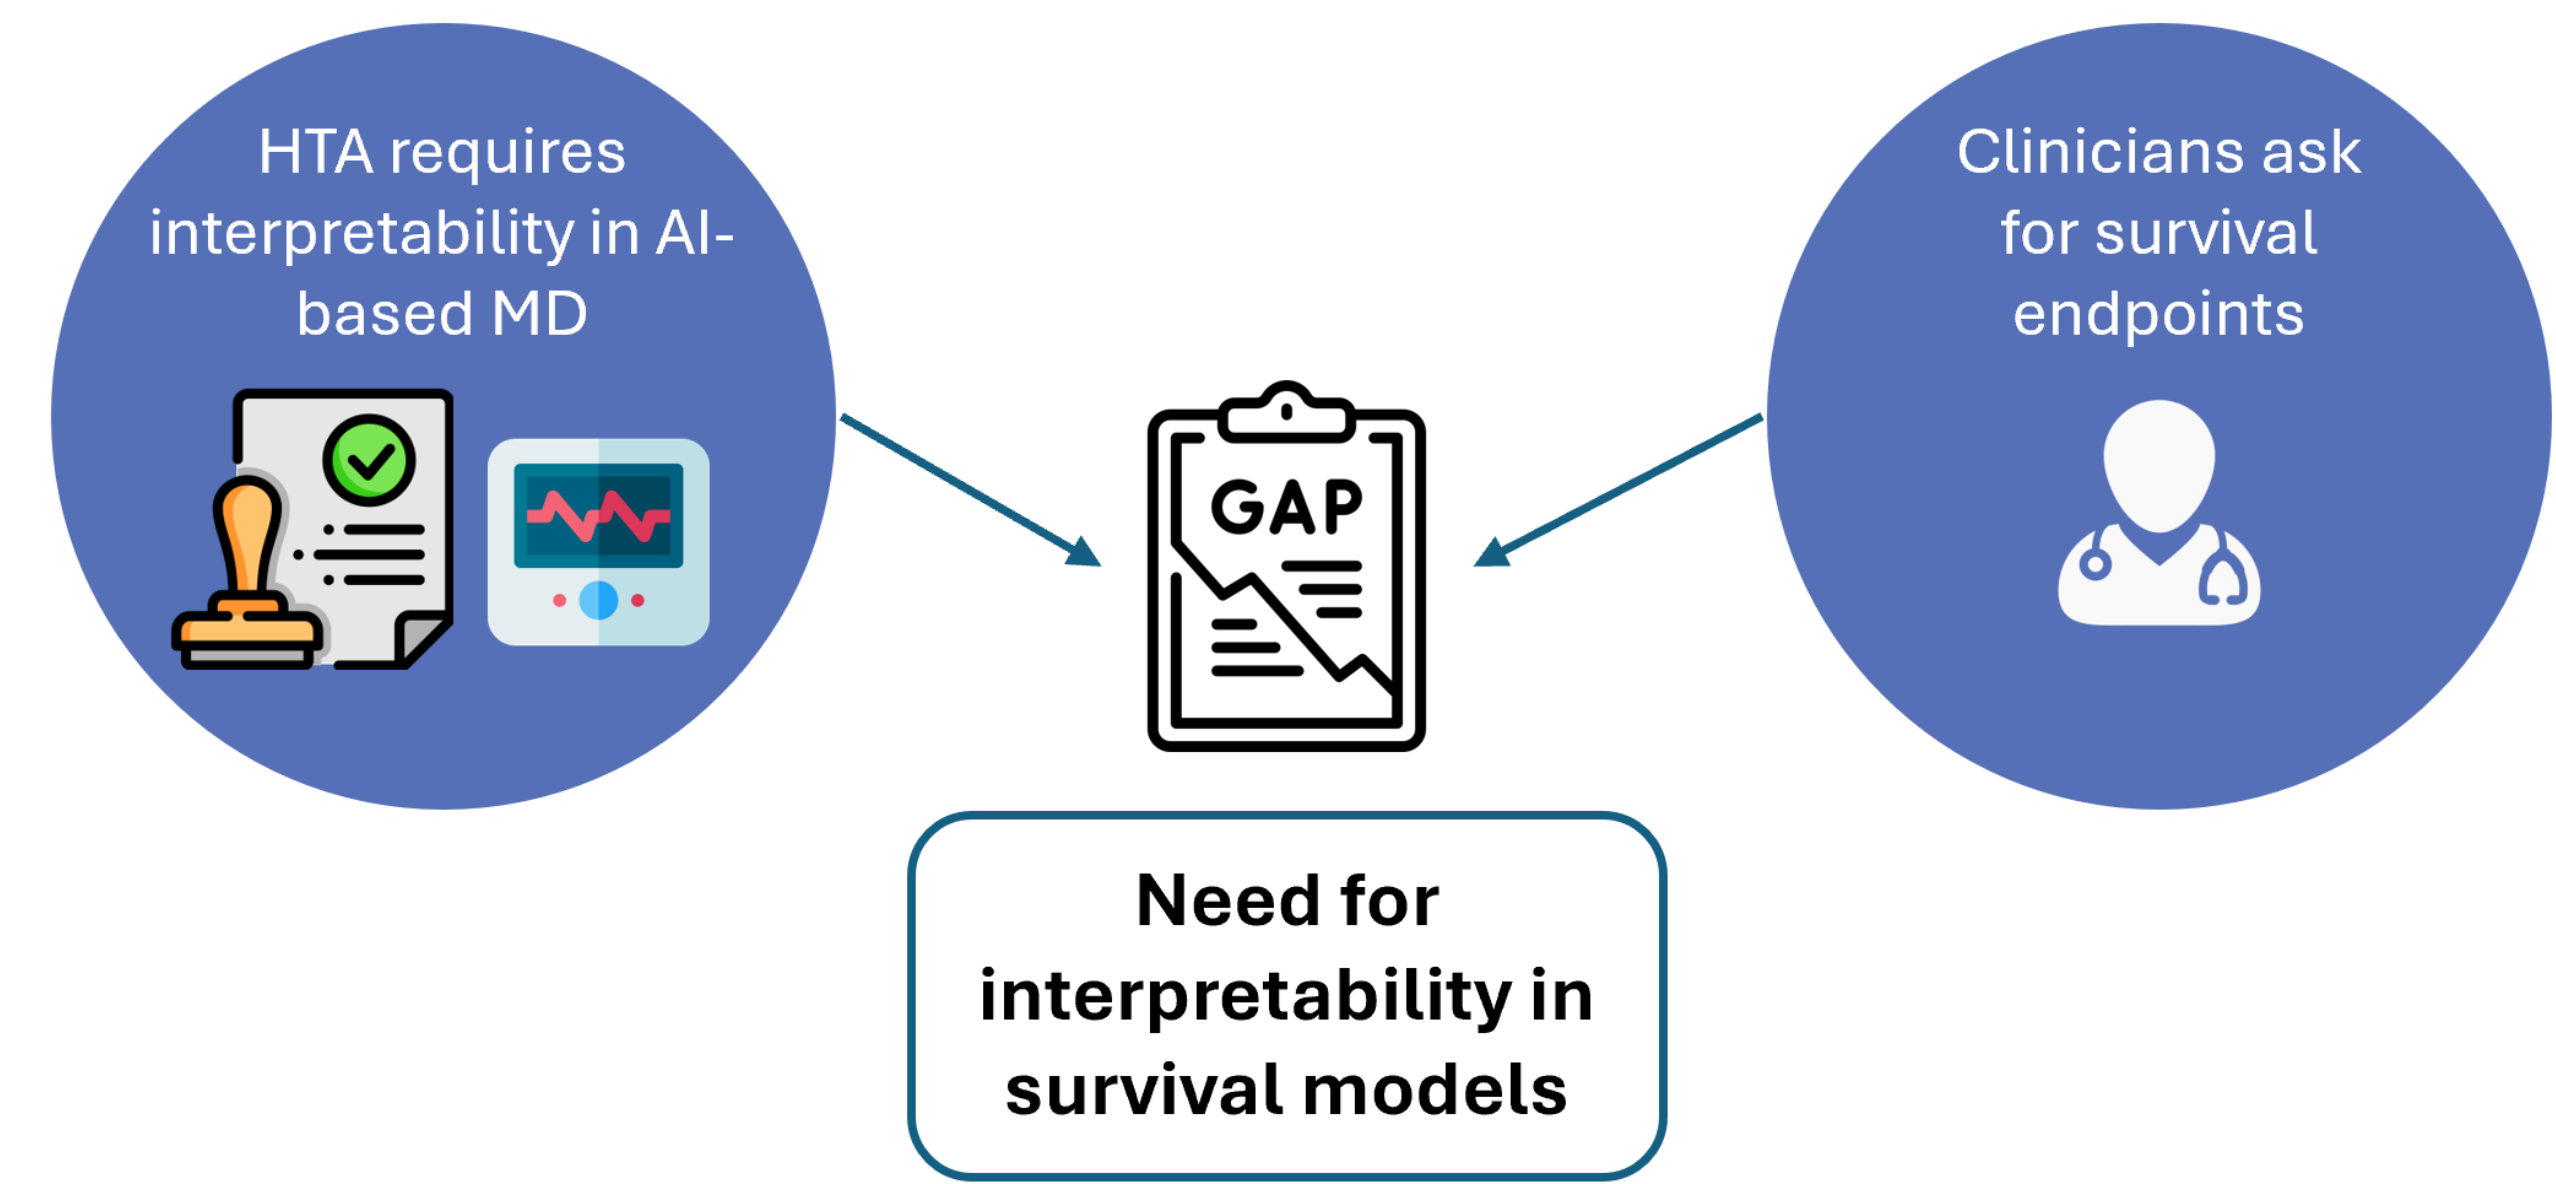 HTA requires
interpretability in AI-
based MD
Clinicians ask
for survival
endpoints
GAP
Need for
interpretability in
survival models